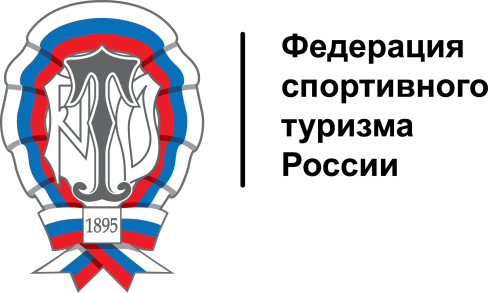 1895
Федерация
спортивного
туризма
России